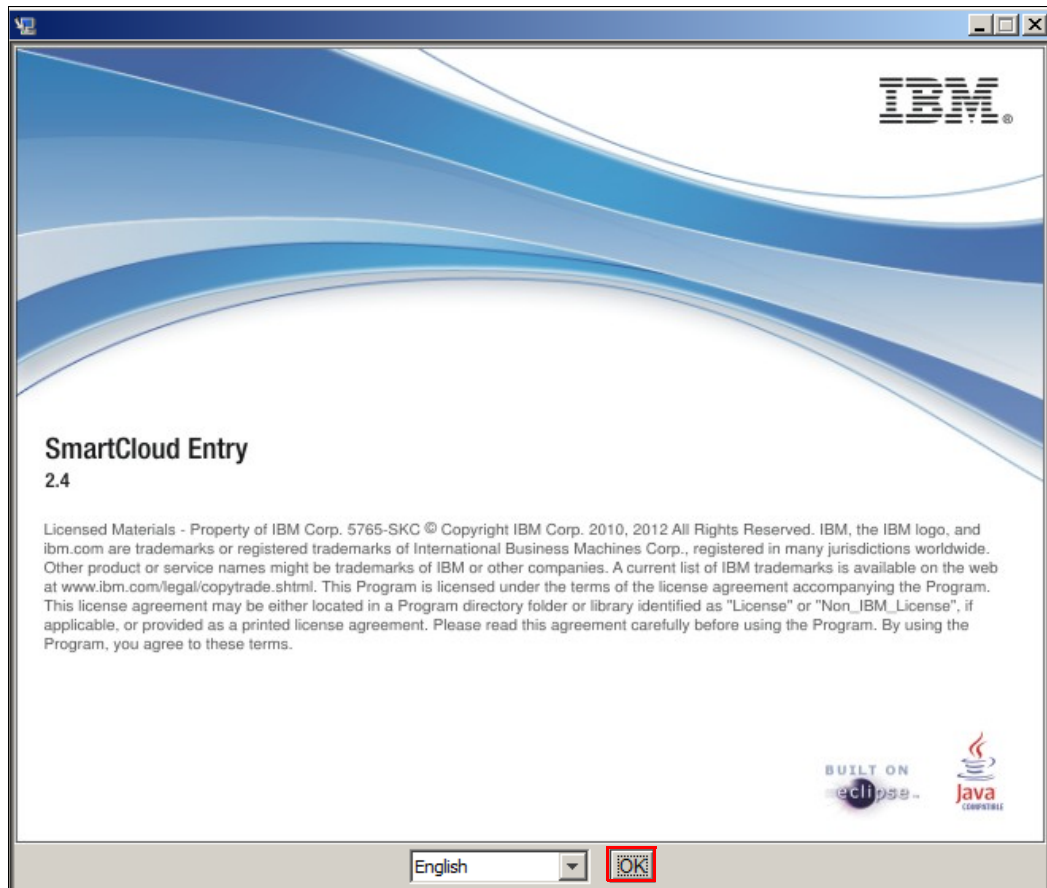 IBM®
SmartCloud Entry
2.4
Licensed Materials - Property of IBM Corp. 5765-SKC © Copyright IBM Corp. 2010, 2012 All Rights Reserved. IBM, the IBM logo, and
ibm.com are trademarks or registered trademarks of International Business Machines Corp., registered in many jurisdictions worldwide.
Other product or service names might be trademarks of IBM or other companies. A current list of IBM trademarks is available on the web
at www.ibm.com/legal/copytrade.shtml. This Program is licensed under the terms of the license agreement accompanying the Program.
This license agreement may be either located in a Program directory folder or library identified as "License" or "Non_IBM_License", if
applicable, or provided as a printed license agreement. Please read this agreement carefully before using the Program. By using the
Program, you agree to these terms.
BUILT ON
eclipse™
Java
COMPATIBLE
English
OK